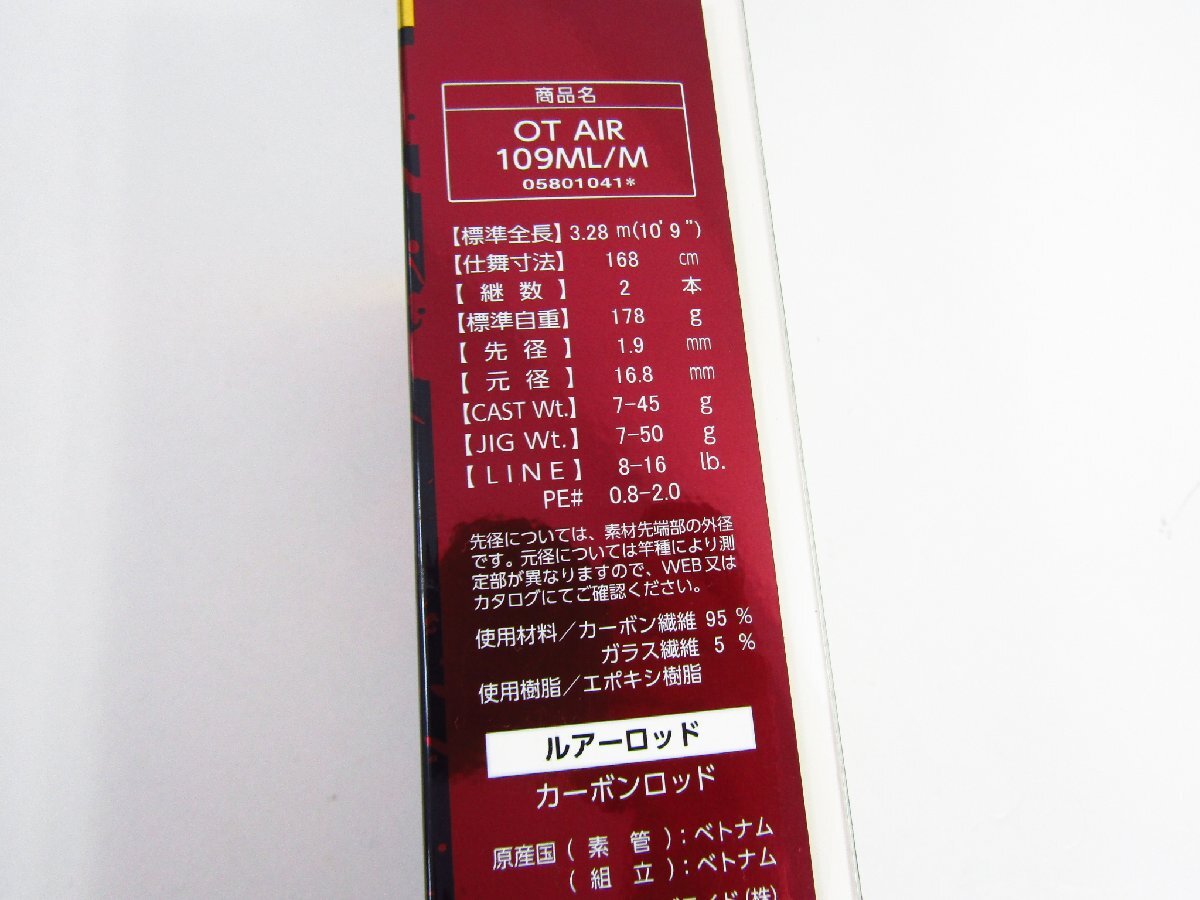 商品名
OT AIR
109ML/M
05801041*
【標準全長】3.28 m(10'9")
【仕舞寸法】 168 cm
【 継 数 】 2 本
【標準自重】 178 g
【 先 径 】 1.9 mm
【 元 径 】 16.8 mm
【CAST Wt.】 7-45 g
【JIG Wt.】 7-50 g
【 LINE 】 8-16 lb.
PE# 0.8-2.0
先径については、素材先端部の外径
です。元径については竿種により測
定部が異なりますので、WEB又は
カタログにてご確認ください。
使用材料/カーボン繊維 95 %
ガラス繊維 5 %
使用樹脂/エポキシ樹脂
ルアーロッド
カーボンロッド
原産国( 素 管 ):ベトナム
( 組 立 ):ベトナム
ライド(株)